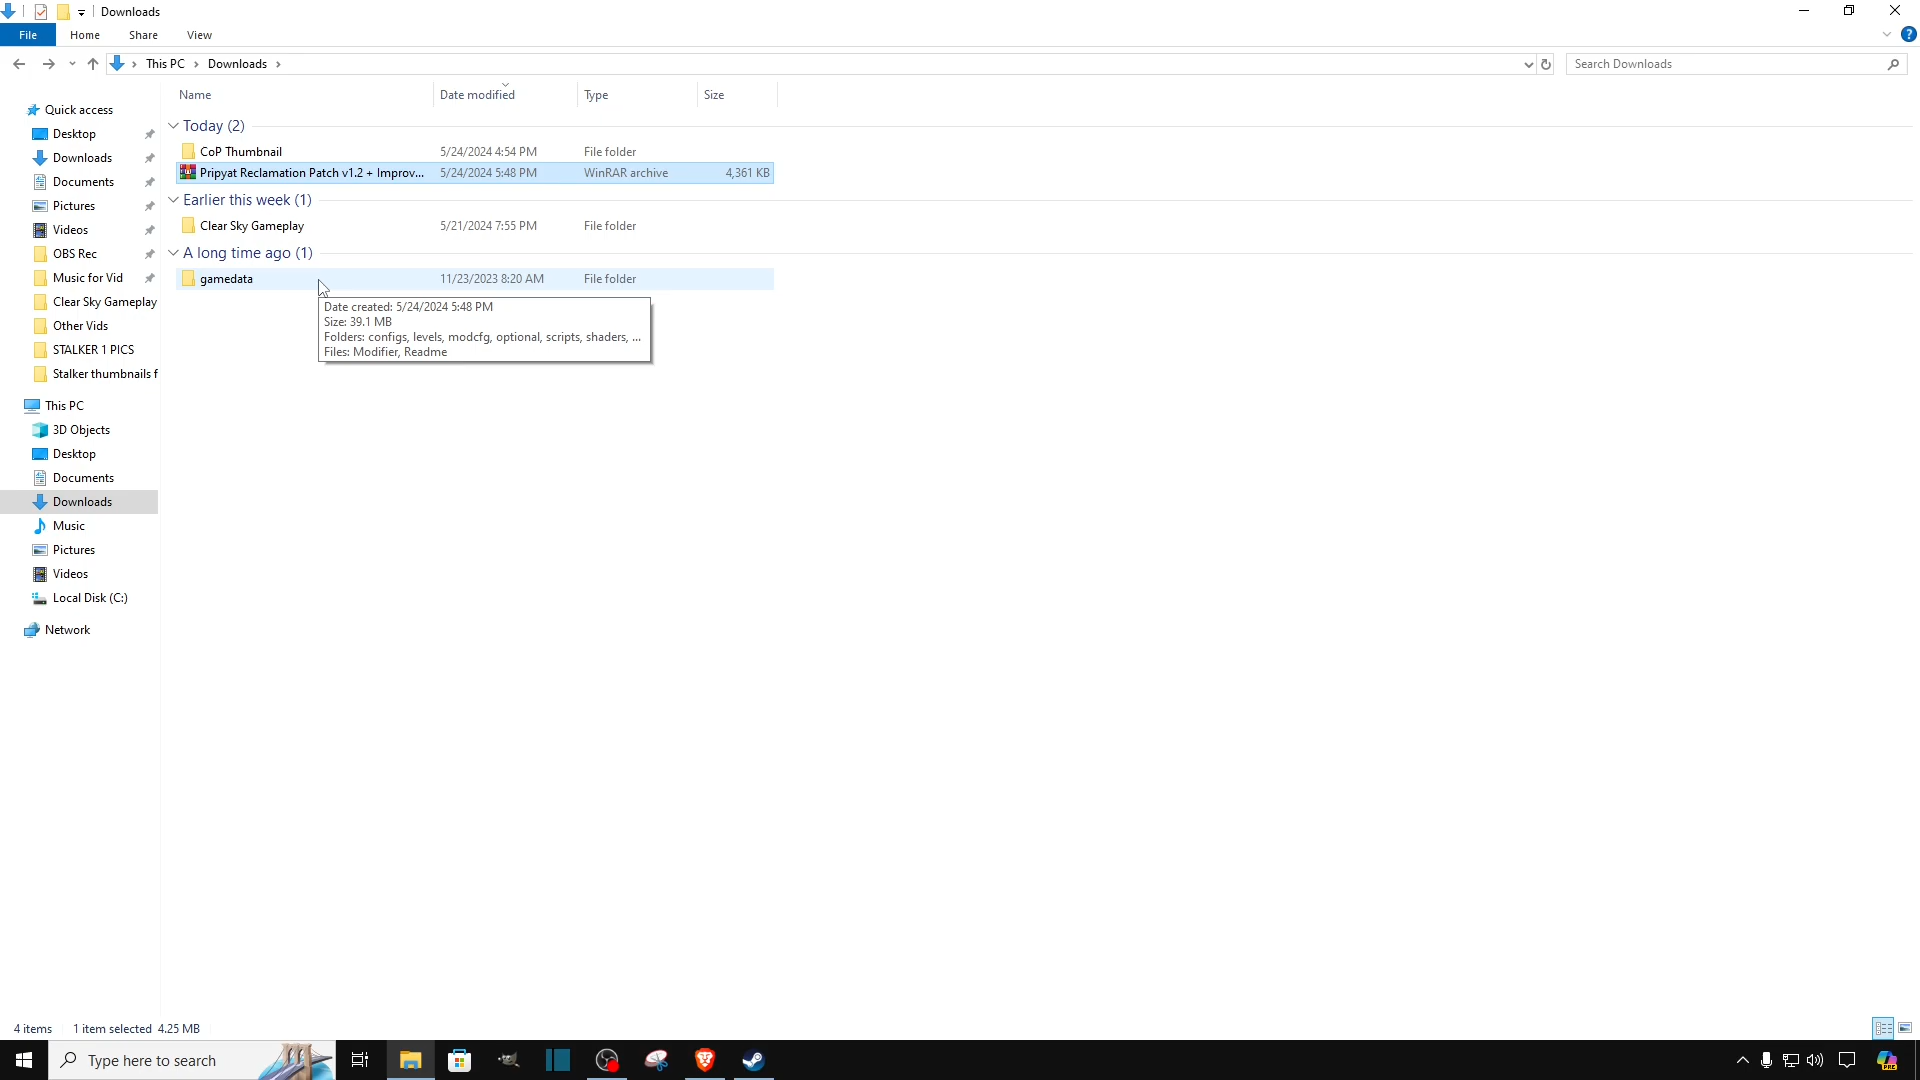 Downloads
File
Home
Share
View
This PC
Downloads
Search Downloads
Name
Date modified
Type
Size
Quick access
Desktop
Downloads
Documents
Pictures
Videos
OBS Rec
Music for Vid
Clear Sky Gameplay
Other Vids
STALKER 1 PICS
Stalker thumbnails f
This PC
3D Objects
Desktop
Documents
Downloads
Music
Pictures
Videos
Local Disk (C:)
Network
Today (2)
CoP Thumbnail 5/24/2024 4:54 PM File folder
Pripyat Reclamation Patch v1.2 + Improv... 5/24/2024 5:48 PM WinRAR archive 4,361 KB
Earlier this week (1)
Clear Sky Gameplay 5/21/2024 7:55 PM File folder
A long time ago (1)
gamedata 11/23/2023 8:20 AM File folder
Date created: 5/24/2024 5:48 PM
Size: 39.1 MB
Folders: configs, levels, modcfg, optional, scripts, shaders, ...
Files: Modifier, Readme
4 items 1 item selected 4.25 MB
Type here to search